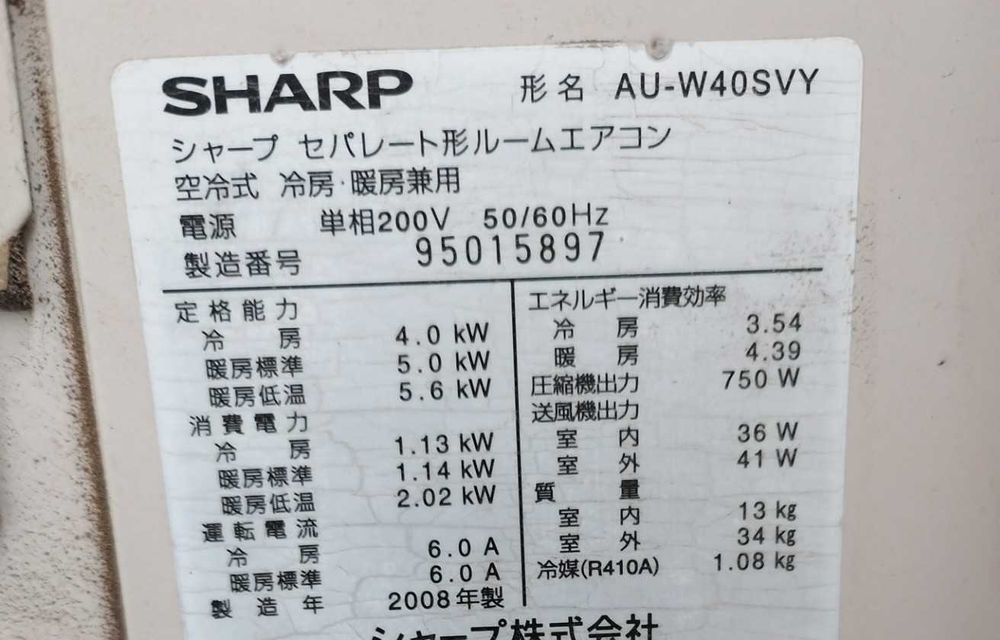 SHARP 形名 AU-W40SVY
シャープ セパレート形ルームエアコン
空冷式 冷房・暖房兼用
電源 単相200V 50/60Hz
製造番号 95015897
定格能力
冷房 4.0 kW
暖房標準 5.0 kW
暖房低温 5.6 kW
消費電力
冷房 1.13 kW
暖房標準 1.14 kW
暖房低温 2.02 kW
運転電流
冷房 6.0 A
暖房標準 6.0 A
製造年 2008年製
エネルギー消費効率
冷房 3.54
暖房 4.39
圧縮機出力 750 W
送風機出力
室内 36 W
室外 41 W
質量
室内 13 kg
室外 34 kg
冷媒(R410A) 1.08 kg
シャープ株式会社